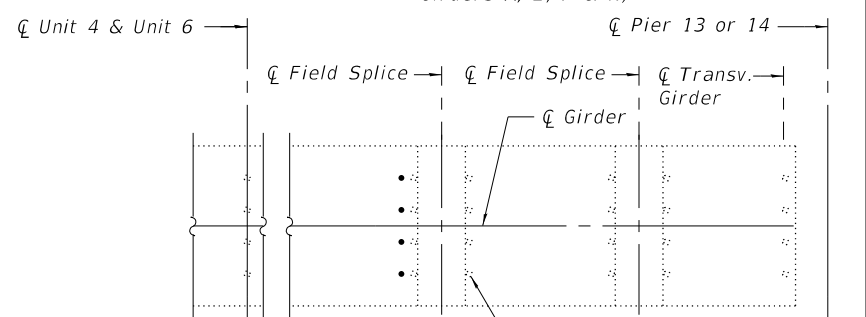 ℄ Unit 4 & Unit 6
℄ Pier 13 or 14
℄ Field Splice
℄ Field Splice
℄ Transv.
Girder
℄ Girder